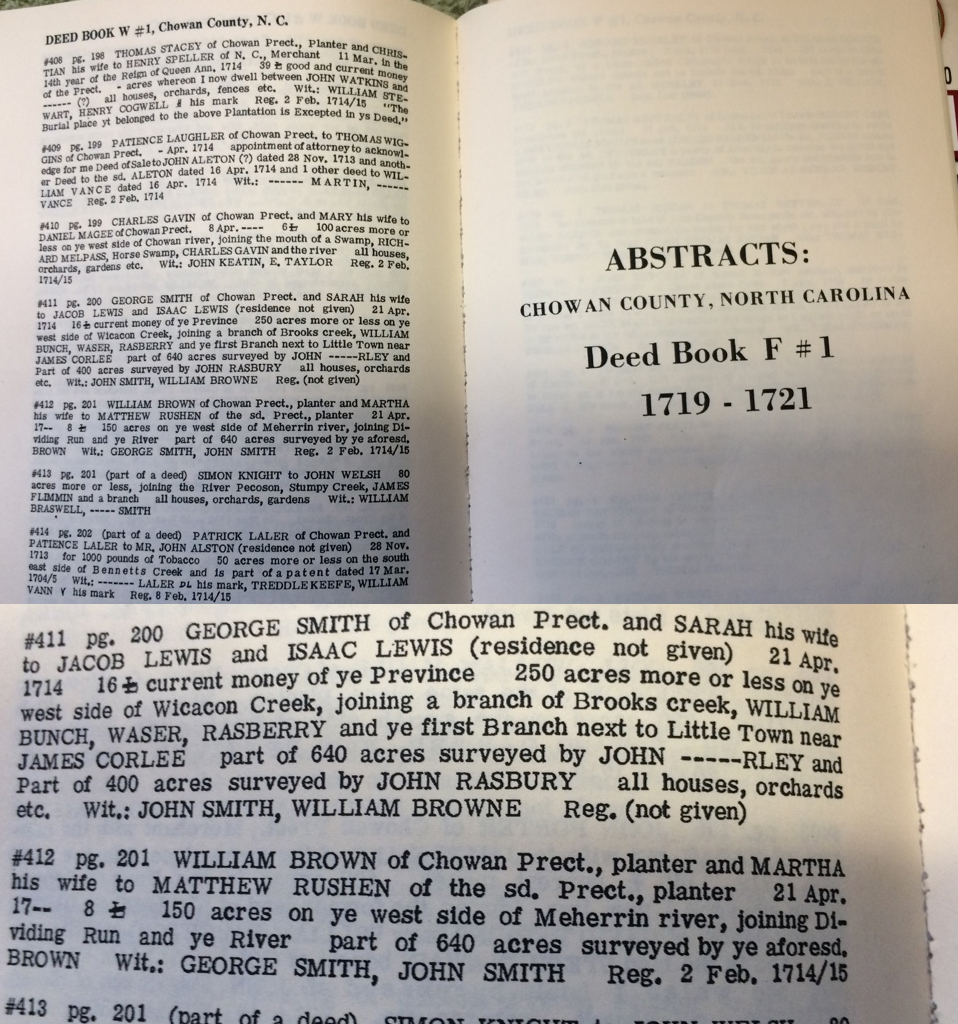 DEED BOOK W #1, Chowan County, N. C.
#408 pg. 198 THOMAS STACEY of Chowan Prect., Planter and CHRIS-
TIAN his wife to HENRY SPELLER of N. C., Merchant 11 Mar. in the
14th year of the Reign of Queen Ann, 1714 39 ₶ good and current money
of the Prect. - acres whereon I now dwell between JOHN WATKINS and
------ (?) all houses, orchards, fences etc. Wit: WILLIAM STE-
WART, HENRY COGWELL his mark Reg. 2 Feb. 1714/15 "The
Burial place yt belonged to the above Plantation is Excepted in ys Deed."
#409 pg. 199 PATIENCE LAUGHLER of Chowan Prect. to THOMAS WIG-
GINS of Chowan Prect. - Apr. 1714 appointment of attorney to acknowl-
edge for me Deed of Sale to JOHN ALETON (?) dated 28 Nov. 1713 and anoth-
er Deed to the sd. ALETON dated 16 Apr. 1714 and 1 other deed to WIL-
LIAM VANCE dated 16 Apr. 1714 Wit.: ------ MARTIN, ------
VANCE Reg. 2 Feb. 1714
#410 pg. 199 CHARLES GAVIN of Chowan Prect. and MARY his wife to
DANIEL MAGEE of Chowan Prect. 8 Apr. ---- 6₶ 100 acres more or
less on ye west side of Chowan river, joining the mouth of a Swamp, RICH-
ARD MELPASS, Horse Swamp, CHARLES GAVIN and the river all houses,
orchards, gardens etc. Wit.: JOHN KEATIN, E. TAYLOR Reg. 2 Feb.
1714/15
#411 pg. 200 GEORGE SMITH of Chowan Prect. and SARAH his wife
to JACOB LEWIS and ISAAC LEWIS (residence not given) 21 Apr.
1714 16₶ current money of ye Prevince 250 acres more or less on ye
west side of Wicacon Creek, joining a branch of Brooks creek, WILLIAM
BUNCH, WASER, RASBERRY and ye first Branch next to Little Town near
JAMES CORLEE part of 640 acres surveyed by JOHN -----RLEY and
Part of 400 acres surveyed by JOHN RASBURY all houses, orchards
etc. Wit.: JOHN SMITH, WILLIAM BROWNE Reg. (not given)
#412 pg. 201 WILLIAM BROWN of Chowan Prect., planter and MARTHA
his wife to MATTHEW RUSHEN of the sd. Prect., planter 21 Apr.
17-- 8 ₶ 150 acres on ye west side of Meherrin river, joining Di-
viding Run and ye River part of 640 acres surveyed by ye aforesd.
BROWN Wit.: GEORGE SMITH, JOHN SMITH Reg. 2 Feb. 1714/15
#413 pg. 201 (part of a deed) SIMON KNIGHT to JOHN WELSH 80
acres more or less, joining the River Pecoson, Stumpy Creek, JAMES
FLIMMIN and a branch all houses, orchards, gardens Wit.: WILLIAM
BRASWELL, ----- SMITH
#414 pg. 202 (part of a deed) PATRICK LALER of Chowan Prect. and
PATIENCE LALER to MR. JOHN ALSTON (residence not given) 28 Nov.
1713 for 1000 pounds of Tobacco 50 acres more or less on the south
east side of Bennetts Creek and is part of a patent dated 17 Mar.
1704/5 Wit.: ------- LALER PL his mark, TREDDLE KEEFE, WILLIAM
VANN V his mark Reg. 8 Feb. 1714/15
ABSTRACTS:
CHOWAN COUNTY, NORTH CAROLINA
Deed Book F #1
1719 - 1721
#411 pg. 200 GEORGE SMITH of Chowan Prect. and SARAH his wife
to JACOB LEWIS and ISAAC LEWIS (residence not given) 21 Apr.
1714 16₶ current money of ye Prevince 250 acres more or less on ye
west side of Wicacon Creek, joining a branch of Brooks creek, WILLIAM
BUNCH, WASER, RASBERRY and ye first Branch next to Little Town near
JAMES CORLEE part of 640 acres surveyed by JOHN -----RLEY and
Part of 400 acres surveyed by JOHN RASBURY all houses, orchards
etc. Wit.: JOHN SMITH, WILLIAM BROWNE Reg. (not given)
#412 pg. 201 WILLIAM BROWN of Chowan Prect., planter and MARTHA
his wife to MATTHEW RUSHEN of the sd. Prect., planter 21 Apr.
17-- 8 ₶ 150 acres on ye west side of Meherrin river, joining Di-
viding Run and ye River part of 640 acres surveyed by ye aforesd.
BROWN Wit.: GEORGE SMITH, JOHN SMITH Reg. 2 Feb. 1714/15
#413 pg. 201 (part of a deed) SIMON KNIGHT to JOHN WELSH 80